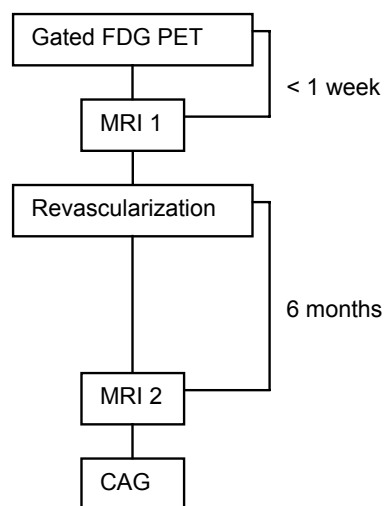 Gated FDG PET
< 1 week
MRI 1
Revascularization
6 months
MRI 2
CAG